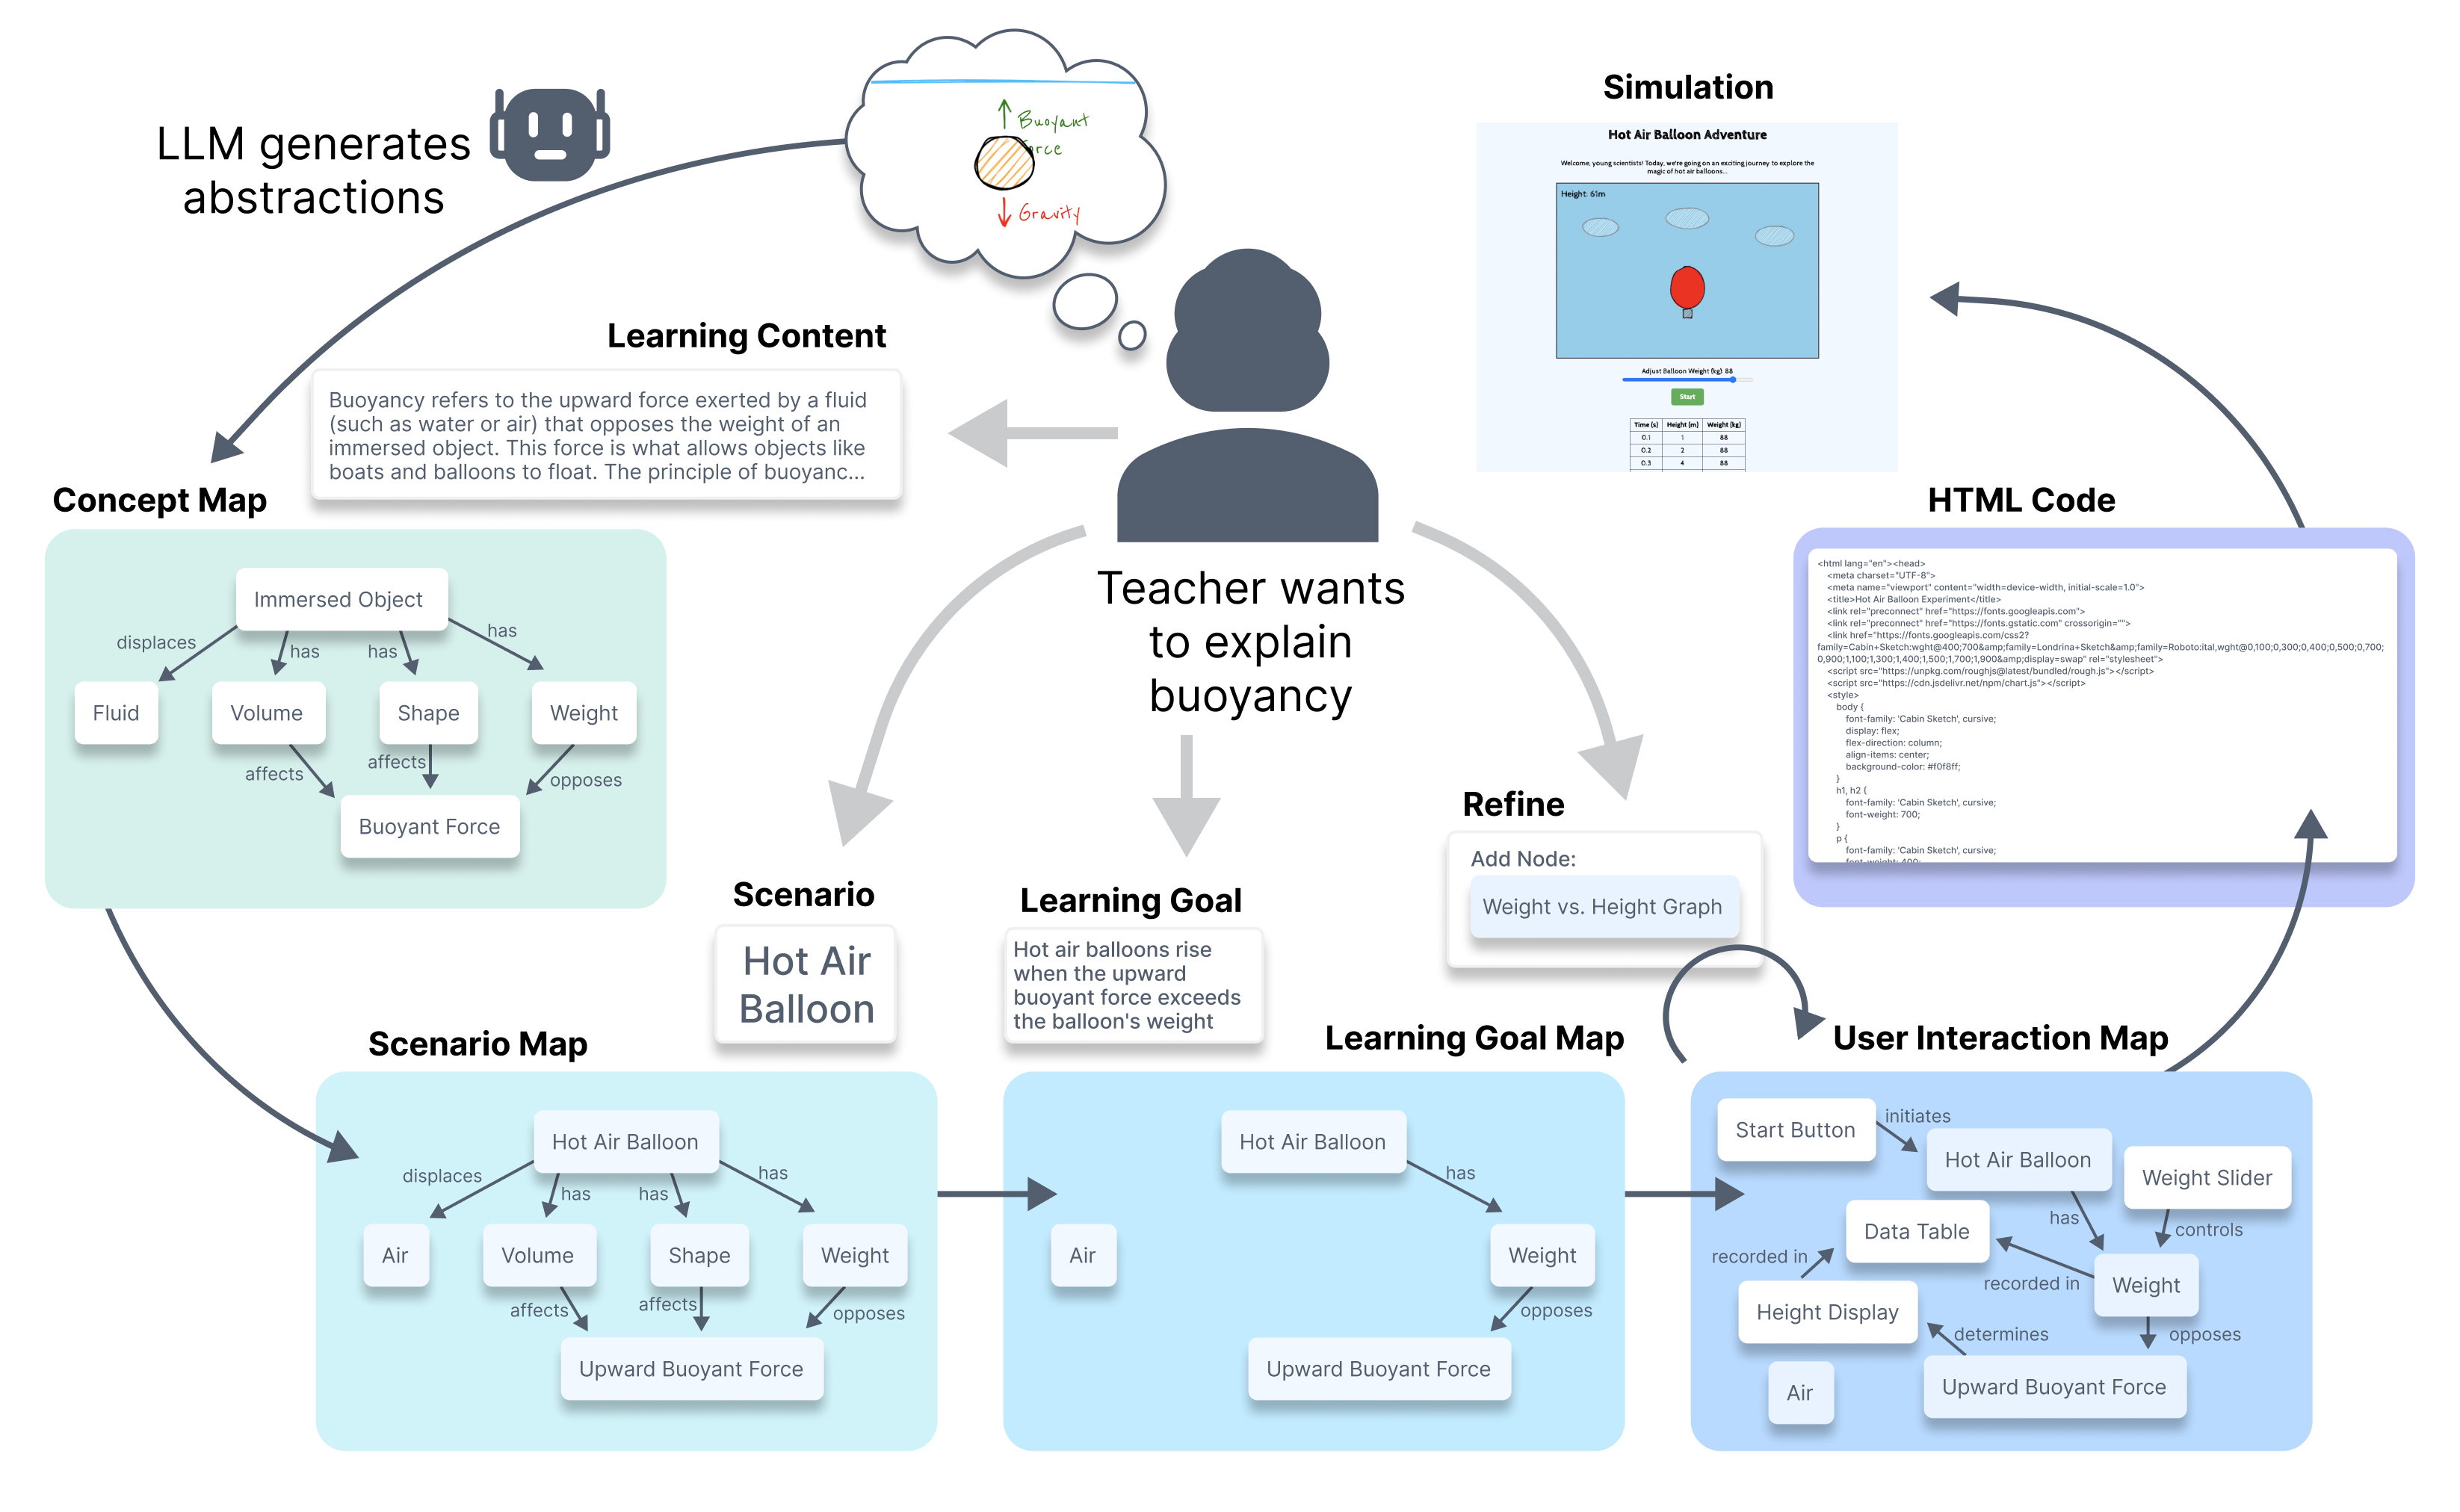 LLM generates
abstractions
Buoyant
Force
Gravity
Simulation
Hot Air Balloon Adventure
Welcome, young scientists! Today, we're going on an exciting journey to explore the
magic of hot air balloons...
Height: 61m
Adjust Balloon Weight (kg): 88
Start
Time (s) Height (m) Weight (kg)
0.1 1 88
0.2 2 88
0.3 4 88
Learning Content
Buoyancy refers to the upward force exerted by a fluid
(such as water or air) that opposes the weight of an
immersed object. This force is what allows objects like
boats and balloons to float. The principle of buoyanc...
Concept Map
Immersed Object
displaces
has
has
has
Fluid
Volume
Shape
Weight
affects
affects
opposes
Buoyant Force
Teacher wants
to explain
buoyancy
HTML Code
<html lang="en"><head>
<meta charset="UTF-8">
<meta name="viewport" content="width=device-width, initial-scale=1.0">
<title>Hot Air Balloon Experiment</title>
<link rel="preconnect" href="https://fonts.googleapis.com">
<link rel="preconnect" href="https://fonts.gstatic.com" crossorigin="">
<link href="https://fonts.googleapis.com/css2?
family=Cabin+Sketch:wght@400;700&amp;family=Londrina+Sketch&amp;family=Roboto:ital,wght@0,100;0,300;0,400;0,500;0,700;
0,900;1,100;1,300;1,400;1,500;1,700;1,900&amp;display=swap" rel="stylesheet">
<script src="https://unpkg.com/roughjs@latest/bundled/rough.js"></script>
<script src="https://cdn.jsdelivr.net/npm/chart.js"></script>
<style>
body {
font-family: 'Cabin Sketch', cursive;
display: flex;
flex-direction: column;
align-items: center;
background-color: #f0f8ff;
}
h1, h2 {
font-family: 'Cabin Sketch', cursive;
font-weight: 700;
}
p {
font-family: 'Cabin Sketch', cursive;
font-weight: 400;
Refine
Add Node:
Weight vs. Height Graph
Scenario
Hot Air
Balloon
Learning Goal
Hot air balloons rise
when the upward
buoyant force exceeds
the balloon's weight
Scenario Map
Hot Air Balloon
displaces
has
has
has
Air
Volume
Shape
Weight
affects
affects
opposes
Upward Buoyant Force
Learning Goal Map
Hot Air Balloon
has
Air
Weight
opposes
Upward Buoyant Force
User Interaction Map
Start Button
initiates
Hot Air Balloon
Weight Slider
has
controls
Data Table
recorded in
recorded in
Weight
Height Display
determines
opposes
Air
Upward Buoyant Force